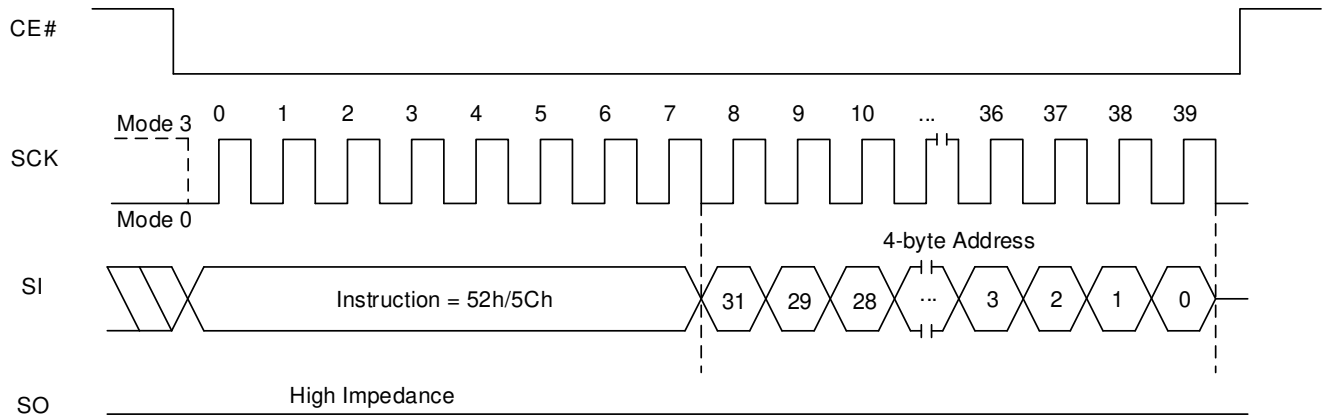 CE#
0 1 2 3 4 5 6 7 8 9 10 ... 36 37 38 39
Mode 3
SCK
Mode 0
4-byte Address
SI
Instruction = 52h/5Ch 31 29 28 ... 3 2 1 0
High Impedance
SO